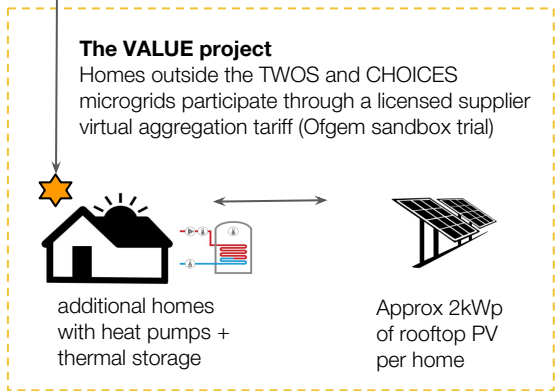 The VALUE project
Homes outside the TWOS and CHOICES
microgrids participate through a licensed supplier
virtual aggregation tariff (Ofgem sandbox trial)
additional homes
with heat pumps +
thermal storage
Approx 2kWp
of rooftop PV
per home